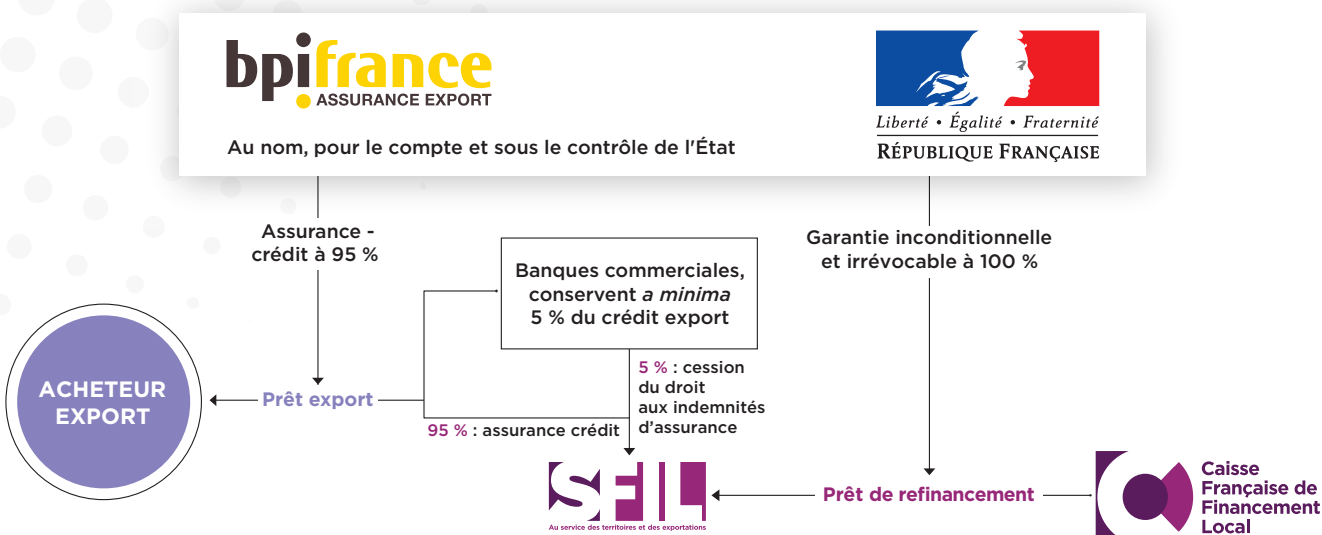 bpifrance
ASSURANCE EXPORT
Au nom, pour le compte et sous le contrôle de l'État
Liberté • Égalité • Fraternité
RÉPUBLIQUE FRANÇAISE
Assurance -
crédit à 95 %
Garantie inconditionnelle
et irrévocable à 100 %
Banques commerciales,
conservent a minima
5 % du crédit export
ACHETEUR
EXPORT
Prêt export
5 % : cession
du droit
aux indemnités
d'assurance
95 % : assurance crédit
SFIL
Au service des territoires et des exportations
Prêt de refinancement
Caisse
Française de
Financement
Local